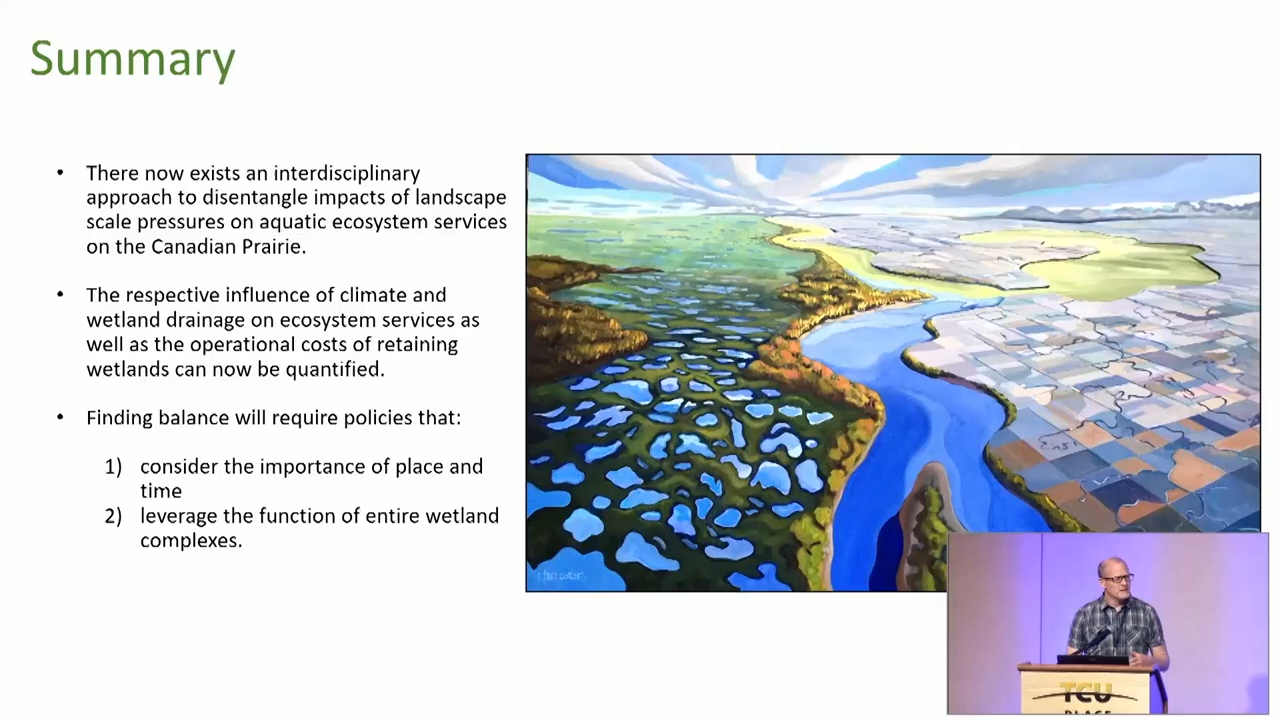 Summary
• There now exists an interdisciplinary
approach to disentangle impacts of landscape
scale pressures on aquatic ecosystem services
on the Canadian Prairie.
• The respective influence of climate and
wetland drainage on ecosystem services as
well as the operational costs of retaining
wetlands can now be quantified.
• Finding balance will require policies that:
1) consider the importance of place and
time
2) leverage the function of entire wetland
complexes.
TCU
PLACE